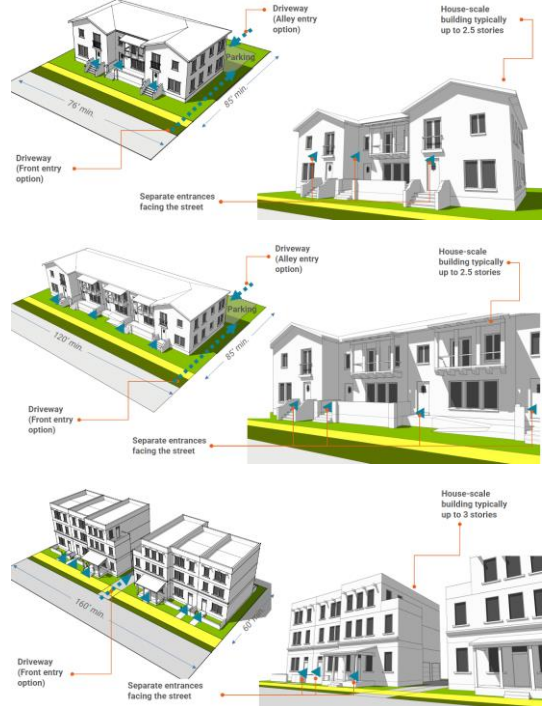 Driveway
(Alley entry
option)
Parking
76' min.
85' min.
Driveway
(Front entry
option)
House-scale
building typically
up to 2.5 stories
Separate entrances
facing the street
Driveway
(Alley entry
option)
Parking
120' min.
85' min.
Driveway
(Front entry
option)
House-scale
building typically
up to 2.5 stories
Separate entrances
facing the street
160' min.
60' min.
Driveway
(Front entry
option)
House-scale
building typically
up to 3 stories
Separate entrances
facing the street